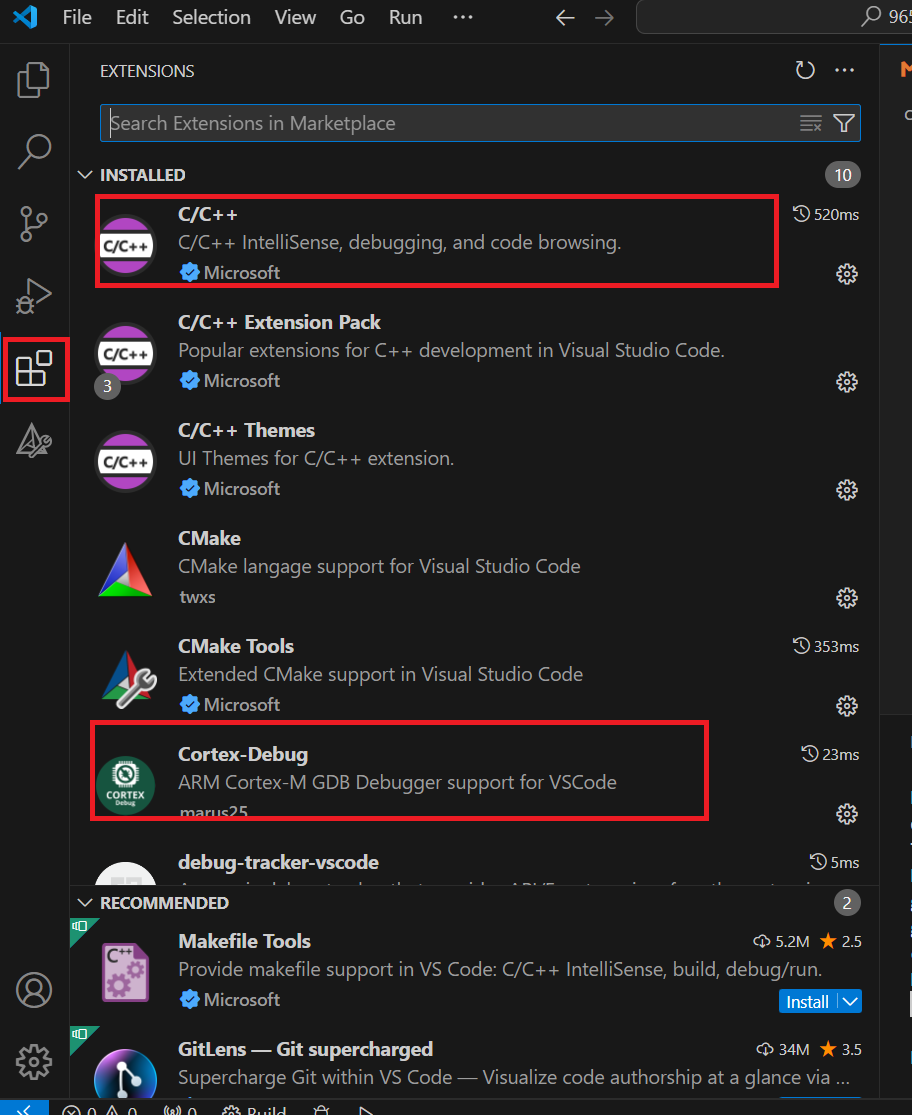 File Edit Selection View Go Run ··· 965
EXTENSIONS
Search Extensions in Marketplace
INSTALLED 10
C/C++ 520ms
C/C++ IntelliSense, debugging, and code browsing.
C/C++
Microsoft
C/C++ Extension Pack
Popular extensions for C++ development in Visual Studio Code.
C/C++
Microsoft
3
C/C++ Themes
UI Themes for C/C++ extension.
C/C++
Microsoft
CMake
CMake langage support for Visual Studio Code
twxs
CMake Tools 353ms
Extended CMake support in Visual Studio Code
Microsoft
Cortex-Debug 23ms
ARM Cortex-M GDB Debugger support for VSCode
CORTEX
Debug
marus25
debug-tracker-vscode 5ms
RECOMMENDED 2
Makefile Tools 5.2M 2.5
C++
Provide makefile support in VS Code: C/C++ IntelliSense, build, debug/run.
Microsoft Install
GitLens — Git supercharged 34M 3.5
Supercharge Git within VS Code — Visualize code authorship at a glance via ...
0 0 0 Build